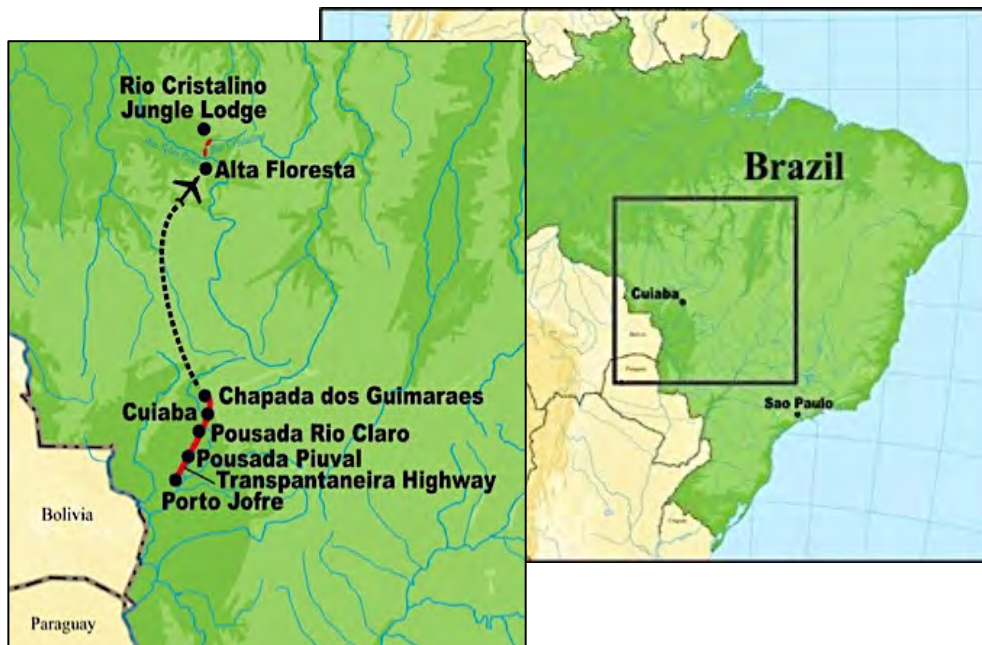 Rio Cristalino
Jungle Lodge
Alta Floresta
Chapada dos Guimaraes
Cuiaba
Pousada Rio Claro
Pousada Piuval
Transpantaneira Highway
Porto Jofre
Bolivia
Paraguay
Brazil
Cuiaba
Sao Paulo